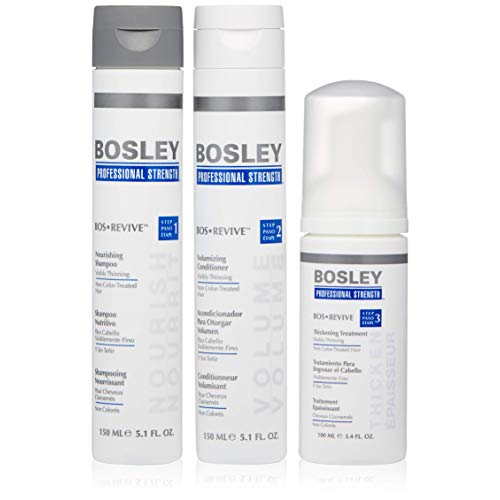 BOSLEY
PROFESSIONAL STRENGTH
BOS•REVIVE™
STEP
PASO
ÉTAPE
1
Nourishing
Shampoo
Visibly Thinning
Non Color-Treated
Hair
Shampoo
Nutritivo
Para Cabello
Visiblemente Fino
Y Sin Teñir
Shampooing
Nourrissant
Pour Cheveux
Clairsemés
Non Colorés
NOURISH
150 ML ℮ 5.1 FL. OZ.
BOSLEY
PROFESSIONAL STRENGTH
BOS•REVIVE™
STEP
PASO
ÉTAPE
2
Volumizing
Conditioner
Visibly Thinning
Non Color-Treated
Hair
Acondicionador
Para Otorgar
Volumen
Para Cabello
Visiblemente Fino
Y Sin Teñir
Conditionneur
Volumisant
Pour Cheveux
Clairsemés
Non Colorés
VOLUME
VOLUME
150 ML ℮ 5.1 FL. OZ.
BOSLEY
PROFESSIONAL STRENGTH
BOS•REVIVE
STEP
PASO
ÉTAPE
3
Thickening Treatment
Visibly Thinning
Non Color-Treated Hair
Tratamiento Para
Engrosar el Cabello
Visiblemente Fino
Y Sin Teñir
Traitement
Épaississant
Cheveux Clairsemés
Non Colorés
THICKEN
ÉPAISSEUR
100 ML ℮ 3.4 FL. OZ.